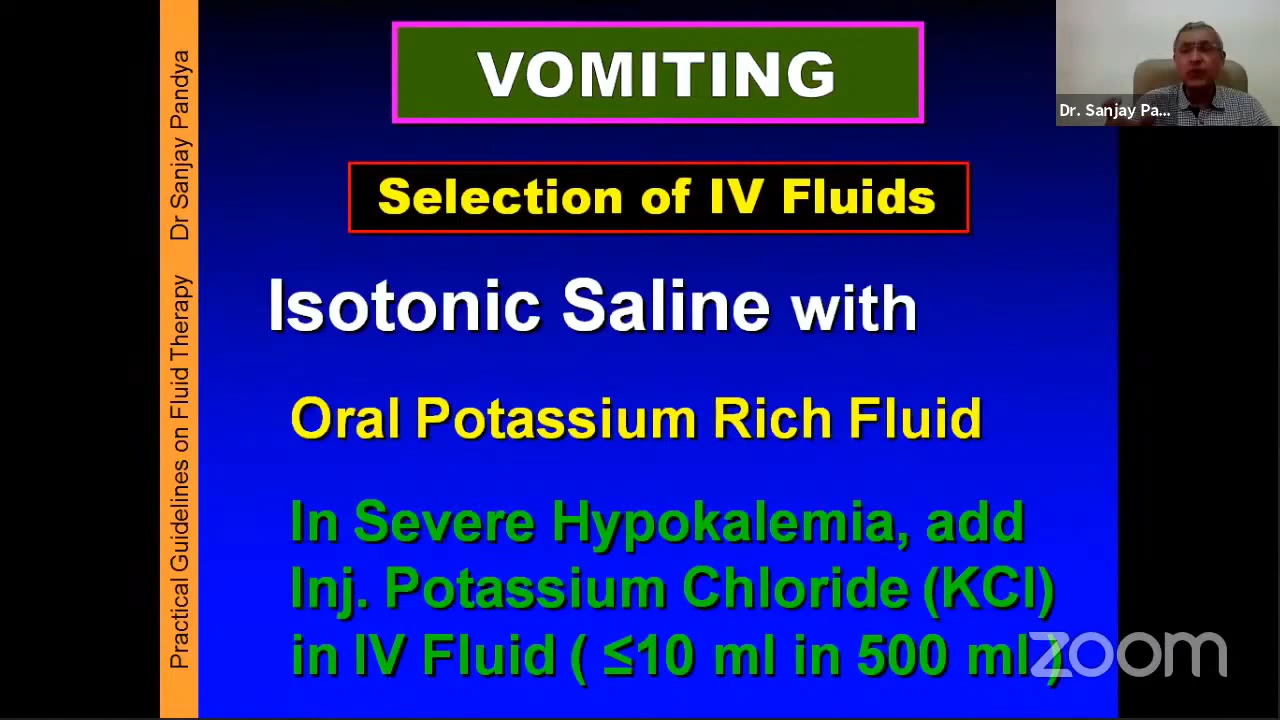 VOMITING
Dr. Sanjay Pa...
Selection of IV Fluids
Isotonic Saline with
Oral Potassium Rich Fluid
In Severe Hypokalemia, add
Inj. Potassium Chloride (KCl)
in IV Fluid ( ≤10 ml in 500 ml )
zoom
Practical Guidelines on Fluid Therapy Dr Sanjay Pandya